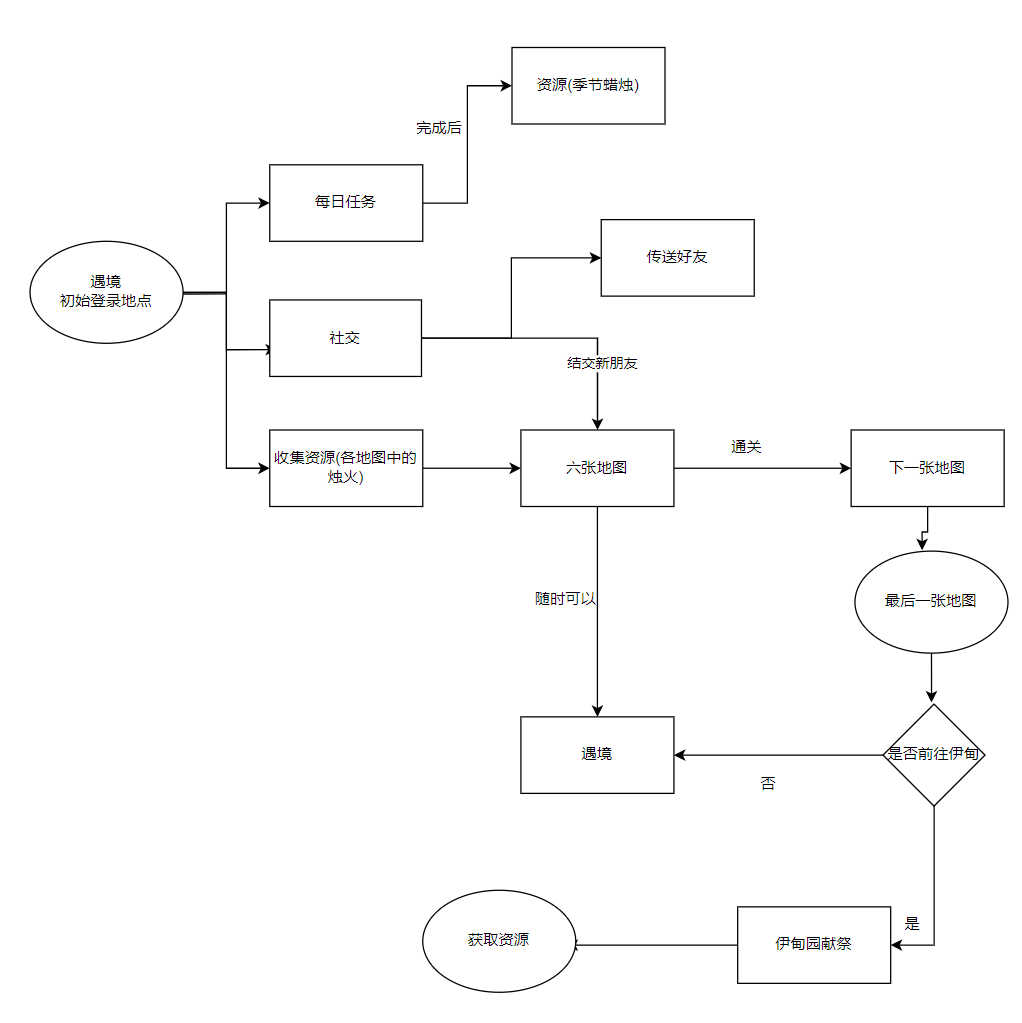 资源(季节蜡烛)
完成后
每日任务
传送好友
遇境
初始登录地点
社交
结交新朋友
收集资源(各地图中的
烛火)
六张地图
通关
下一张地图
随时可以
最后一张地图
遇境
否
是否前往伊甸
是
获取资源
伊甸园献祭